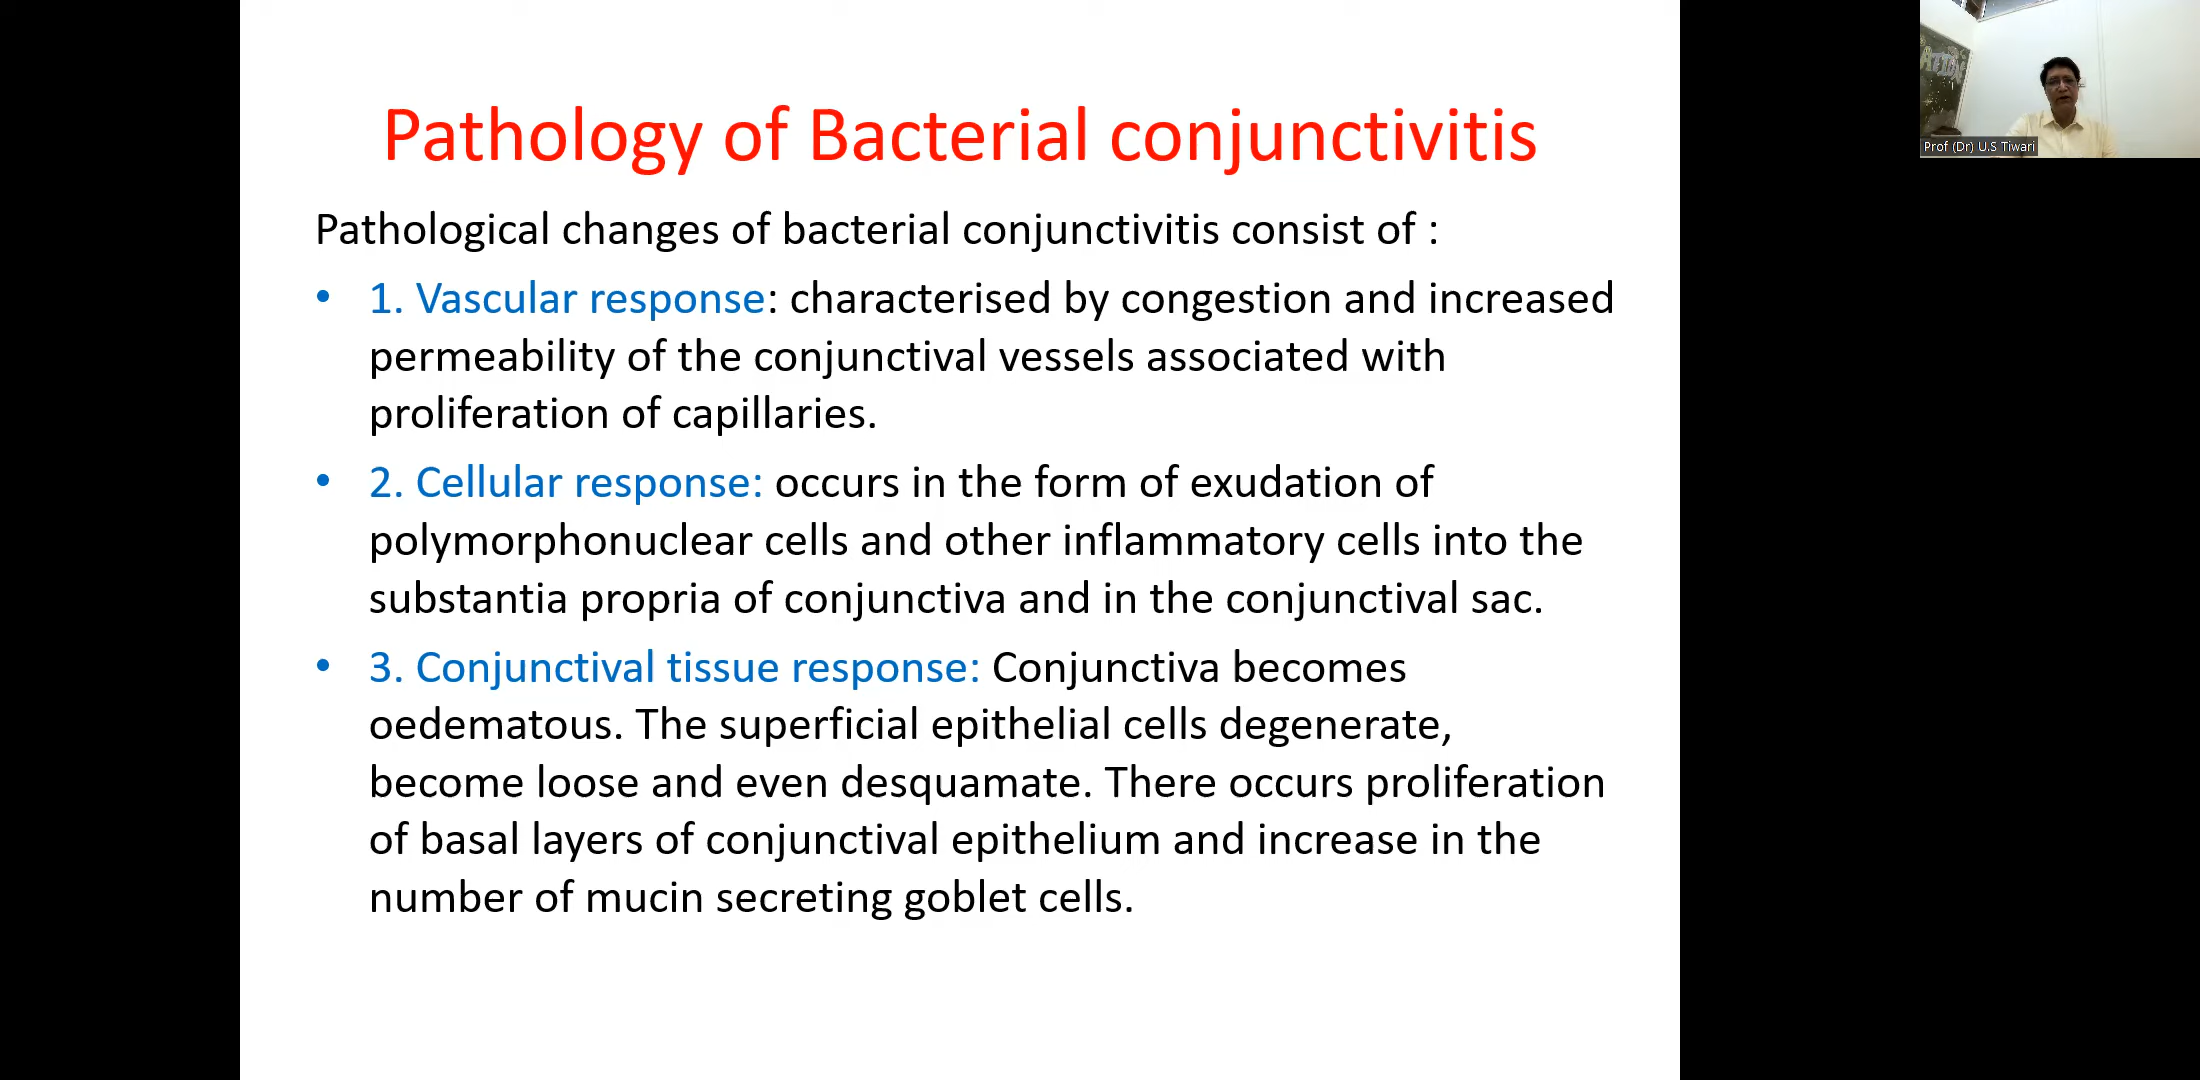 Pathology of Bacterial conjunctivitis
Pathological changes of bacterial conjunctivitis consist of :
• 1. Vascular response: characterised by congestion and increased
permeability of the conjunctival vessels associated with
proliferation of capillaries.
• 2. Cellular response: occurs in the form of exudation of
polymorphonuclear cells and other inflammatory cells into the
substantia propria of conjunctiva and in the conjunctival sac.
• 3. Conjunctival tissue response: Conjunctiva becomes
oedematous. The superficial epithelial cells degenerate,
become loose and even desquamate. There occurs proliferation
of basal layers of conjunctival epithelium and increase in the
number of mucin secreting goblet cells.
Prof (Dr) U.S Tiwari